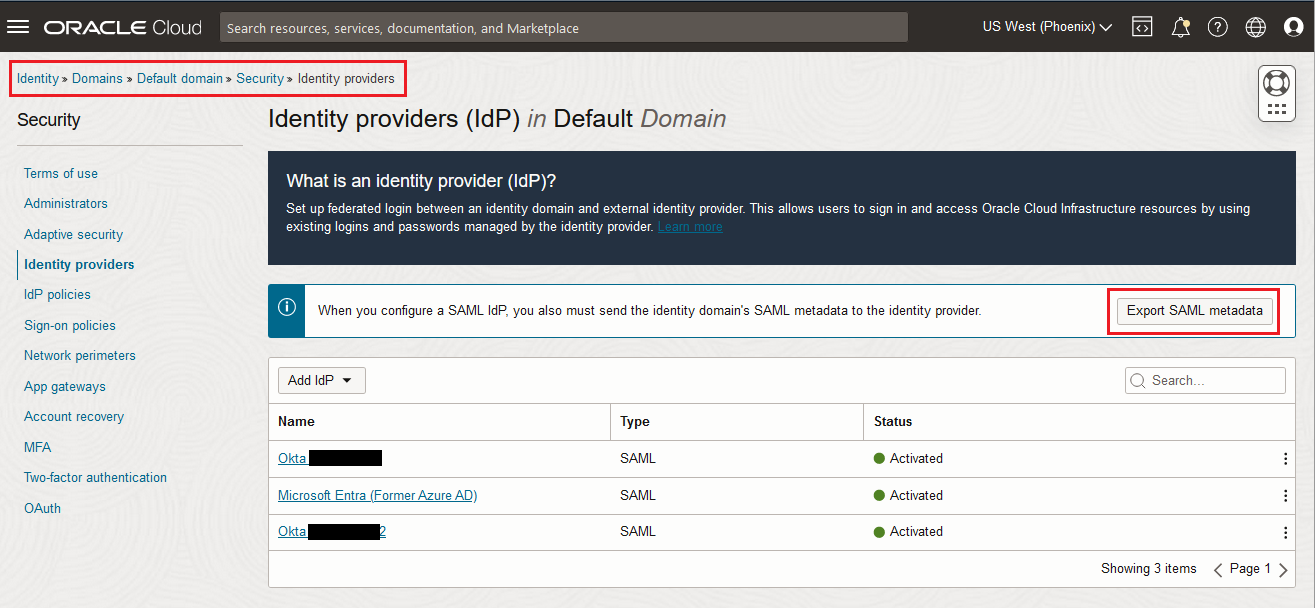 ORACLE Cloud
Search resources, services, documentation, and Marketplace
US West (Phoenix)
Identity » Domains » Default domain » Security » Identity providers
Security
Terms of use
Administrators
Adaptive security
Identity providers
IdP policies
Sign-on policies
Network perimeters
App gateways
Account recovery
MFA
Two-factor authentication
OAuth
Identity providers (IdP) in Default Domain
What is an identity provider (IdP)?
Set up federated login between an identity domain and external identity provider. This allows users to sign in and access Oracle Cloud Infrastructure resources by using
existing logins and passwords managed by the identity provider. Learn more
When you configure a SAML IdP, you also must send the identity domain's SAML metadata to the identity provider.
Export SAML metadata
Add IdP
Search...
Name Type Status
Okta SAML Activated
Microsoft Entra (Former Azure AD) SAML Activated
Okta 2 SAML Activated
Showing 3 items
Page 1